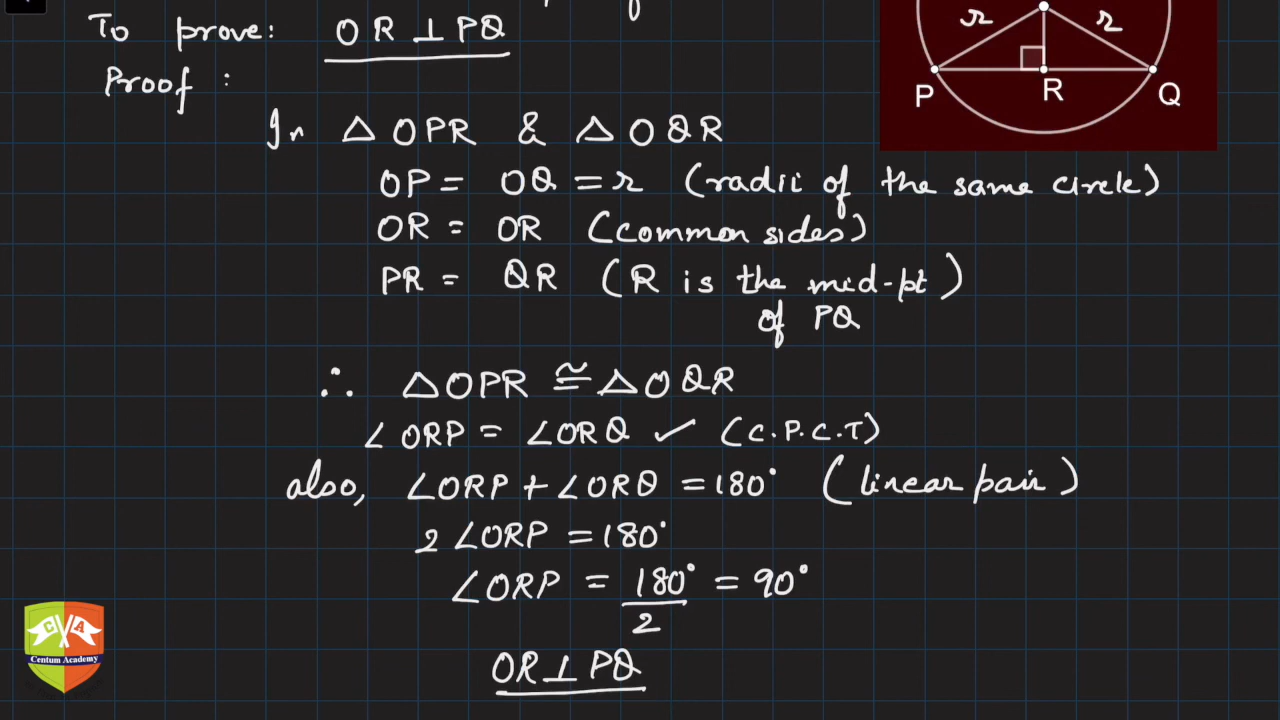 To prove: OR ⊥ PQ
Proof :
In △OPR & △OQR
OP = OQ = r (radii of the same circle)
OR = OR (common sides)
PR = QR (R is the mid-pt)
of PQ
∴ △OPR ≅ △OQR
∠ORP = ∠ORQ ✓ (C.P.C.T)
also, ∠ORP + ∠ORQ = 180° (linear pair)
2 ∠ORP = 180°
∠ORP = 180° = 90°
2
OR ⊥ PQ
r r
P R Q
C A
Centum Academy